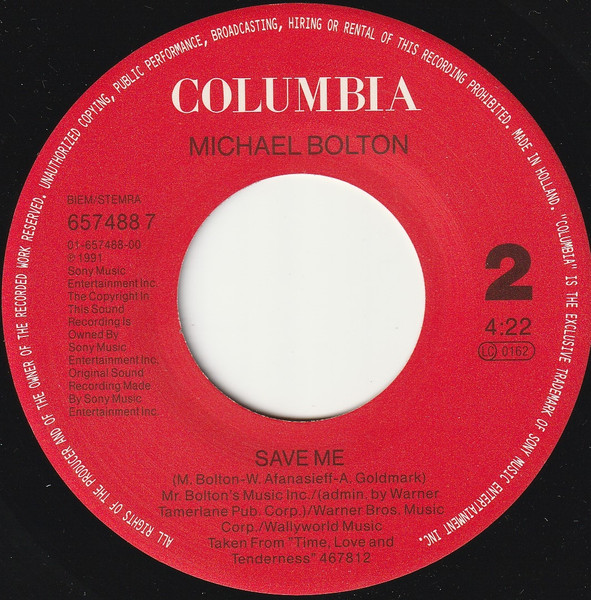 ALL RIGHTS OF THE PRODUCER AND OF THE OWNER OF THE RECORDED WORK RESERVED. UNAUTHORIZED COPYING, PUBLIC PERFORMANCE, BROADCASTING, HIRING OR RENTAL OF THIS RECORDING PROHIBITED. MADE IN HOLLAND. "COLUMBIA" IS THE EXCLUSIVE TRADEMARK OF SONY MUSIC ENTERTAINMENT INC.
COLUMBIA
MICHAEL BOLTON
BIEM/STEMRA
657488 7
01-657488-00
℗ 1991
Sony Music
Entertainment Inc.
The Copyright In
This Sound
Recording Is
Owned By
Sony Music
Entertainment Inc.
Original Sound
Recording Made
By Sony Music
Entertainment Inc.
2
4:22
LC 0162
SAVE ME
(M. Bolton-W. Afanasieff-A. Goldmark)
Mr. Bolton's Music Inc./(admin. by Warner
Tamerlane Pub. Corp.)/Warner Bros. Music
Corp./Wallyworld Music
Taken From "Time, Love and
Tenderness" 467812